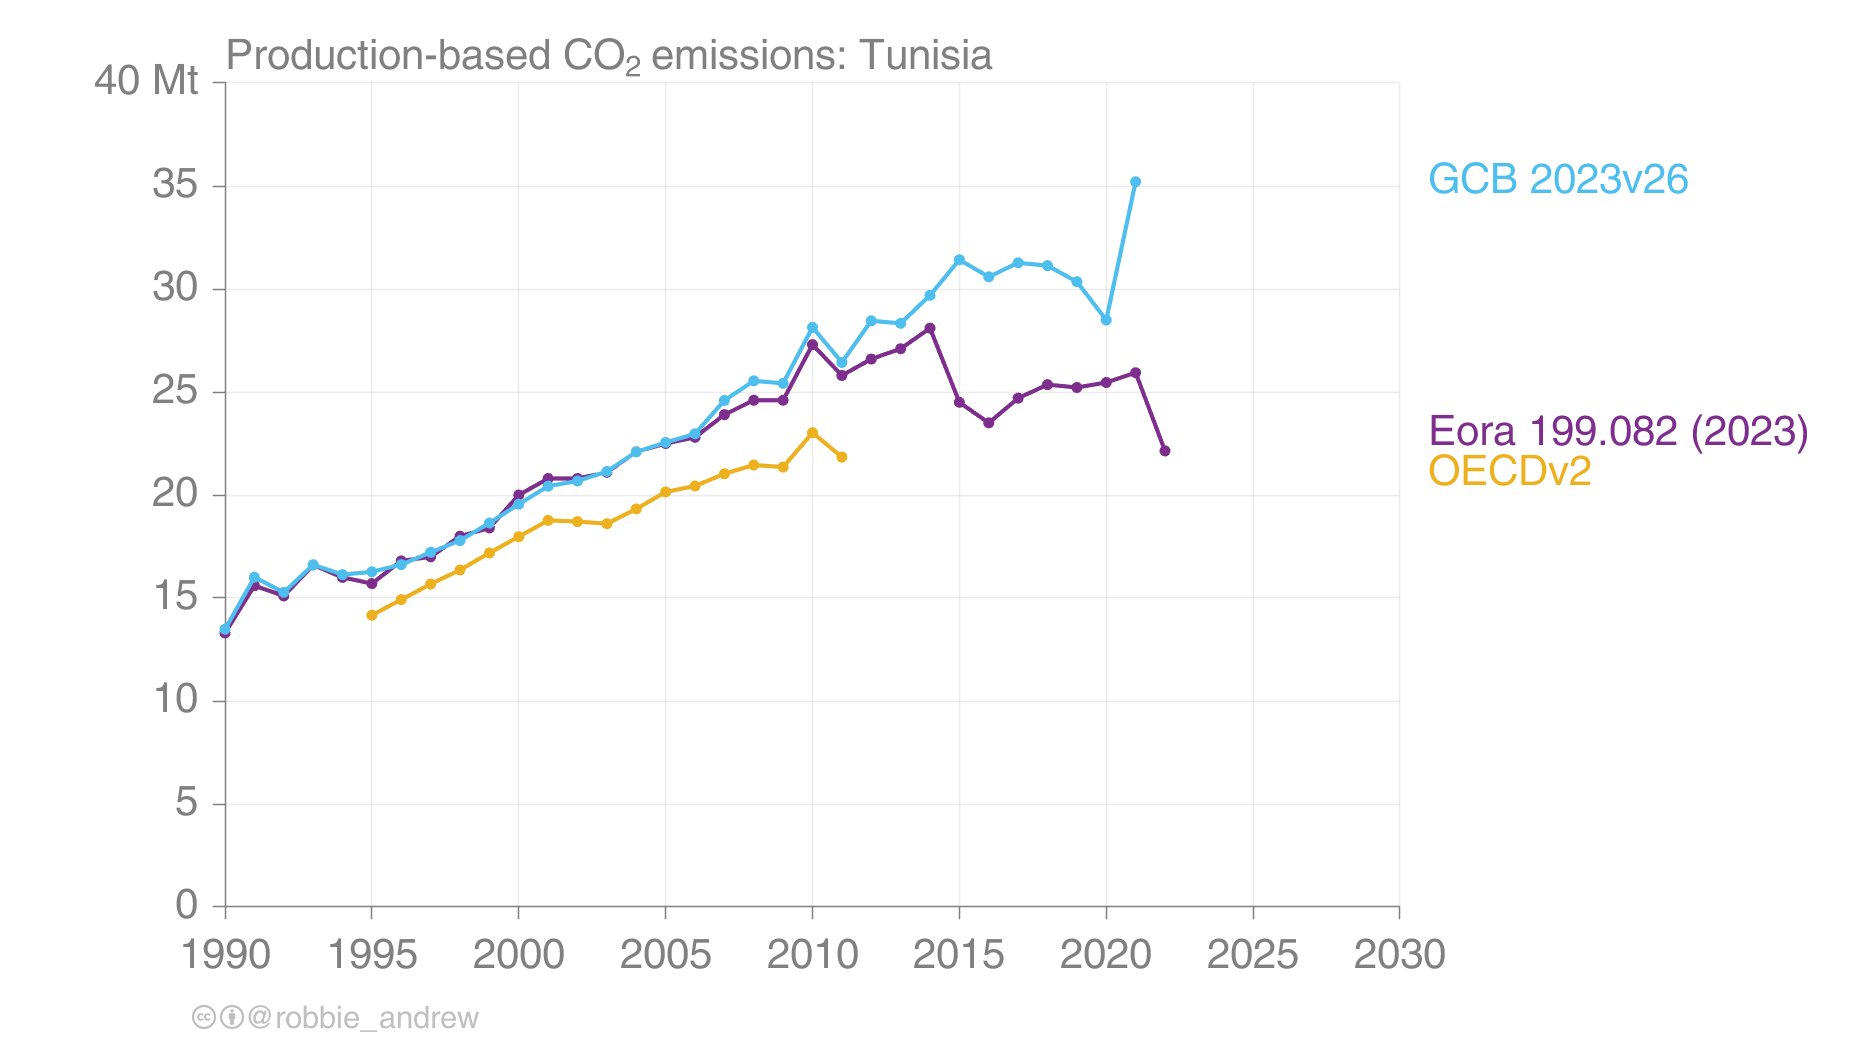 Production-based CO₂ emissions: Tunisia
40 Mt
35
30
25
20
15
10
5
0
1990 1995 2000 2005 2010 2015 2020 2025 2030
GCB 2023v26
Eora 199.082 (2023)
OECDv2
@robbie_andrew